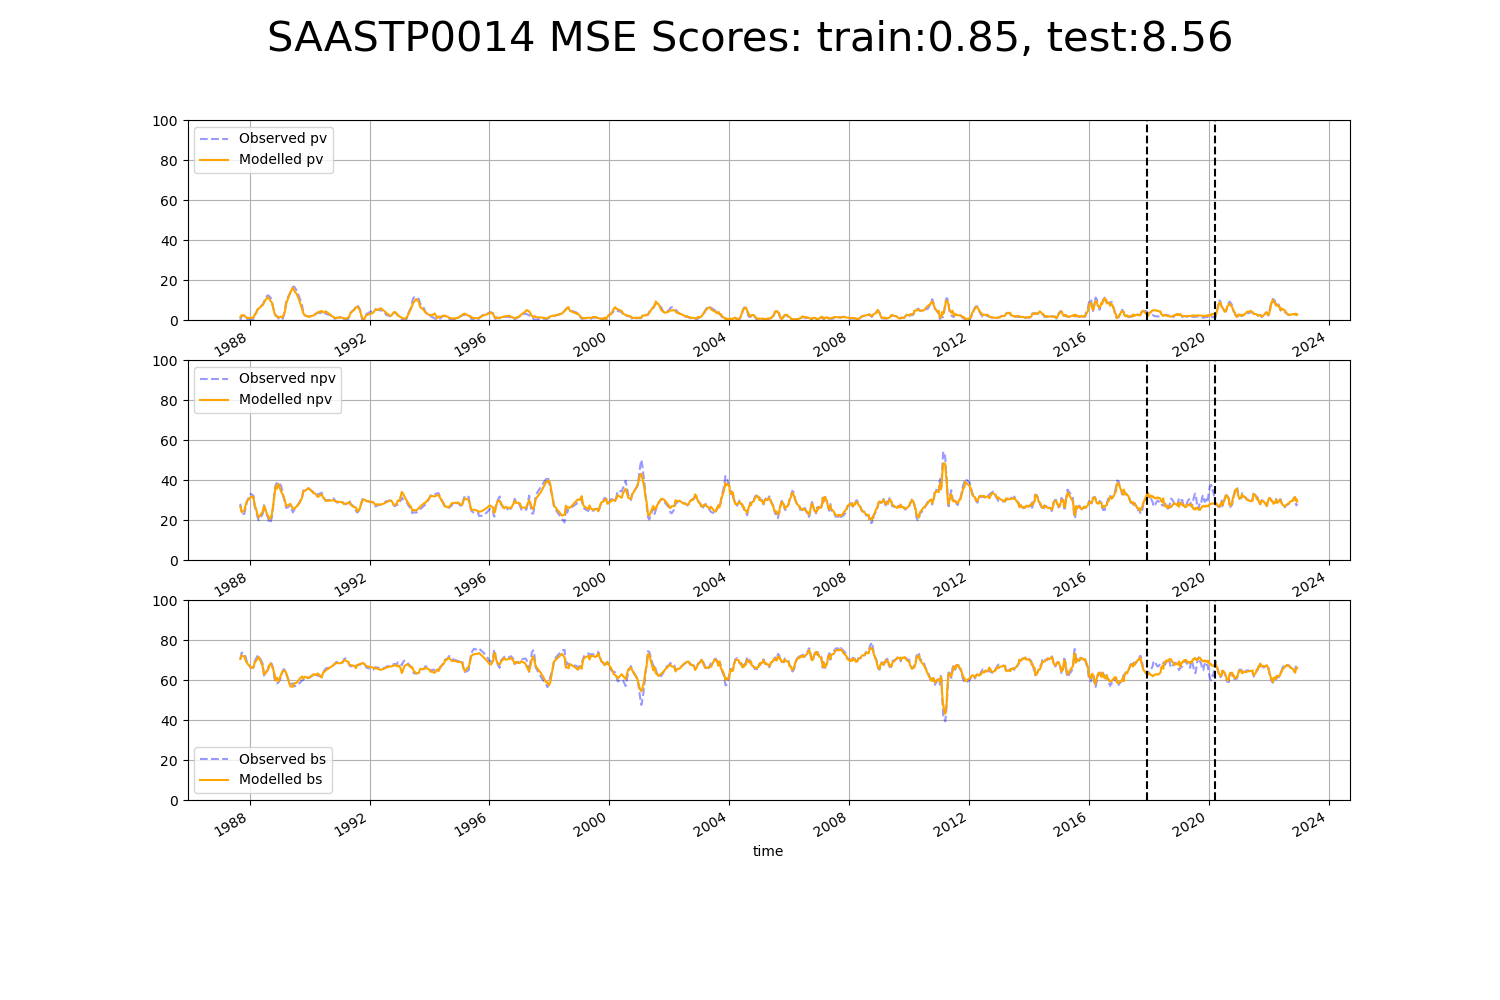 SAASTP0014 MSE Scores: train:0.85, test:8.56
100
80
60
40
20
0
Observed pv
Modelled pv
1988 1992 1996 2000 2004 2008 2012 2016 2020 2024
100
80
60
40
20
0
Observed npv
Modelled npv
1988 1992 1996 2000 2004 2008 2012 2016 2020 2024
100
80
60
40
20
0
Observed bs
Modelled bs
1988 1992 1996 2000 2004 2008 2012 2016 2020 2024
time